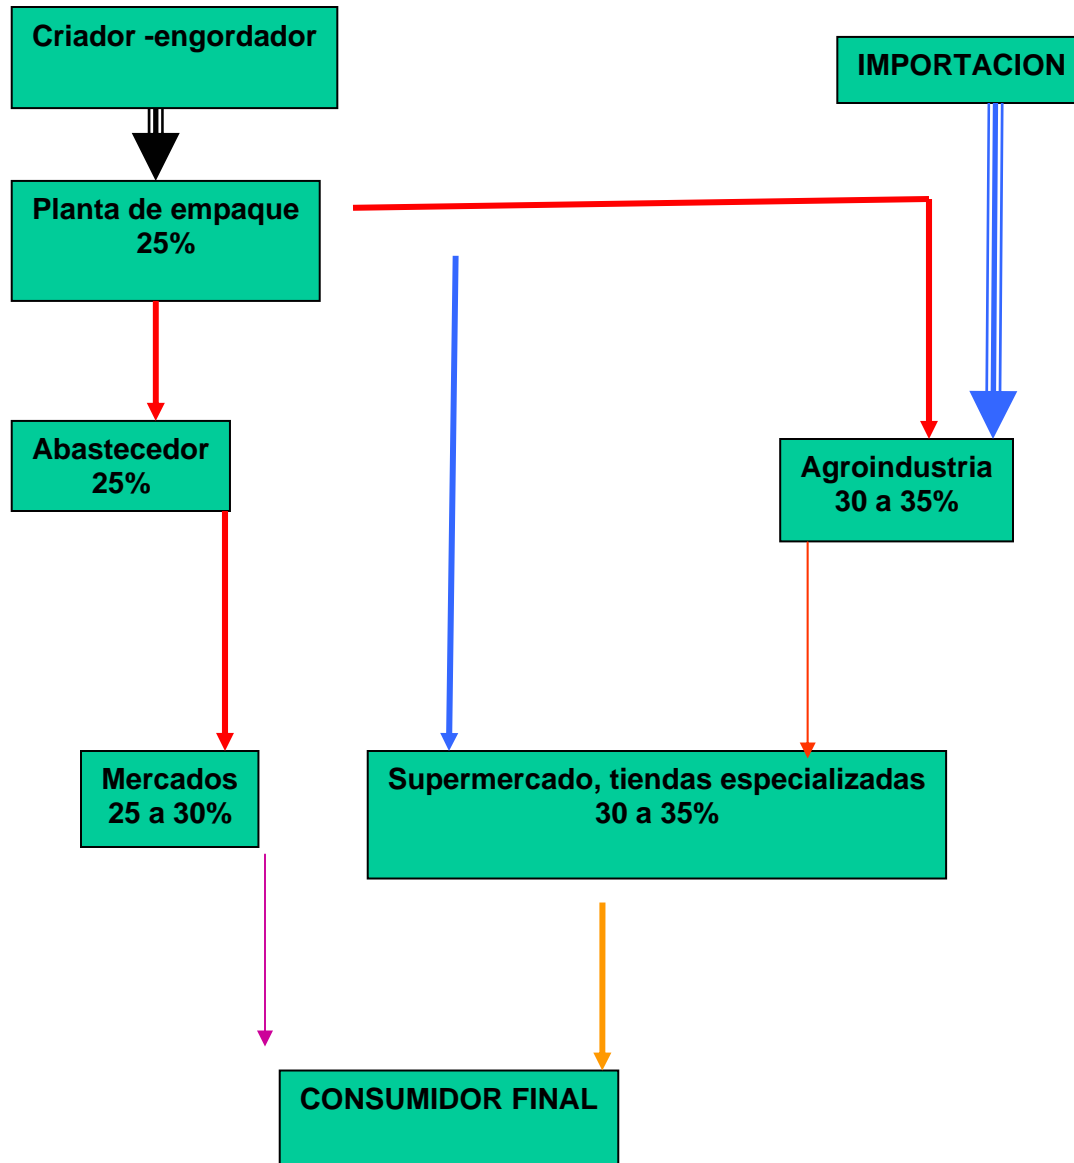 Criador -engordador
IMPORTACION
Planta de empaque
25%
Abastecedor
25%
Agroindustria
30 a 35%
Mercados
25 a 30%
Supermercado, tiendas especializadas
30 a 35%
CONSUMIDOR FINAL